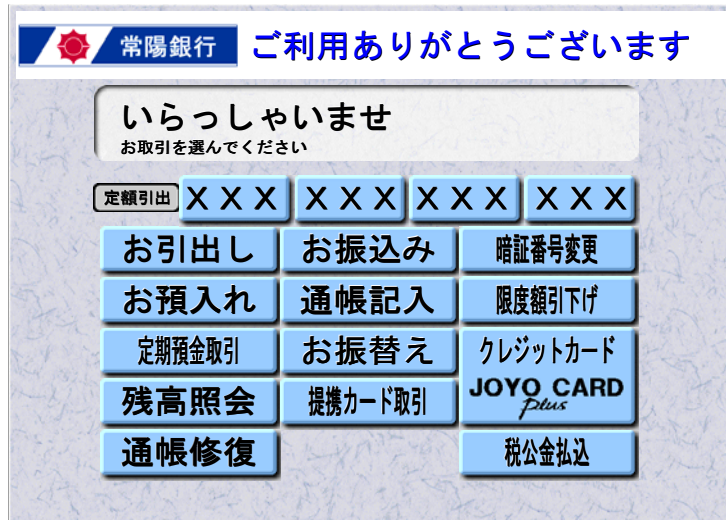 常陽銀行 ご利用ありがとうございます
いらっしゃいませ
お取引を選んでください
定額引出 XXX XXX XXX XXX
お引出し お振込み 暗証番号変更
お預入れ 通帳記入 限度額引下げ
定期預金取引 お振替え クレジットカード
JOYO CARD
Plus
残高照会 提携カード取引
通帳修復 税公金払込